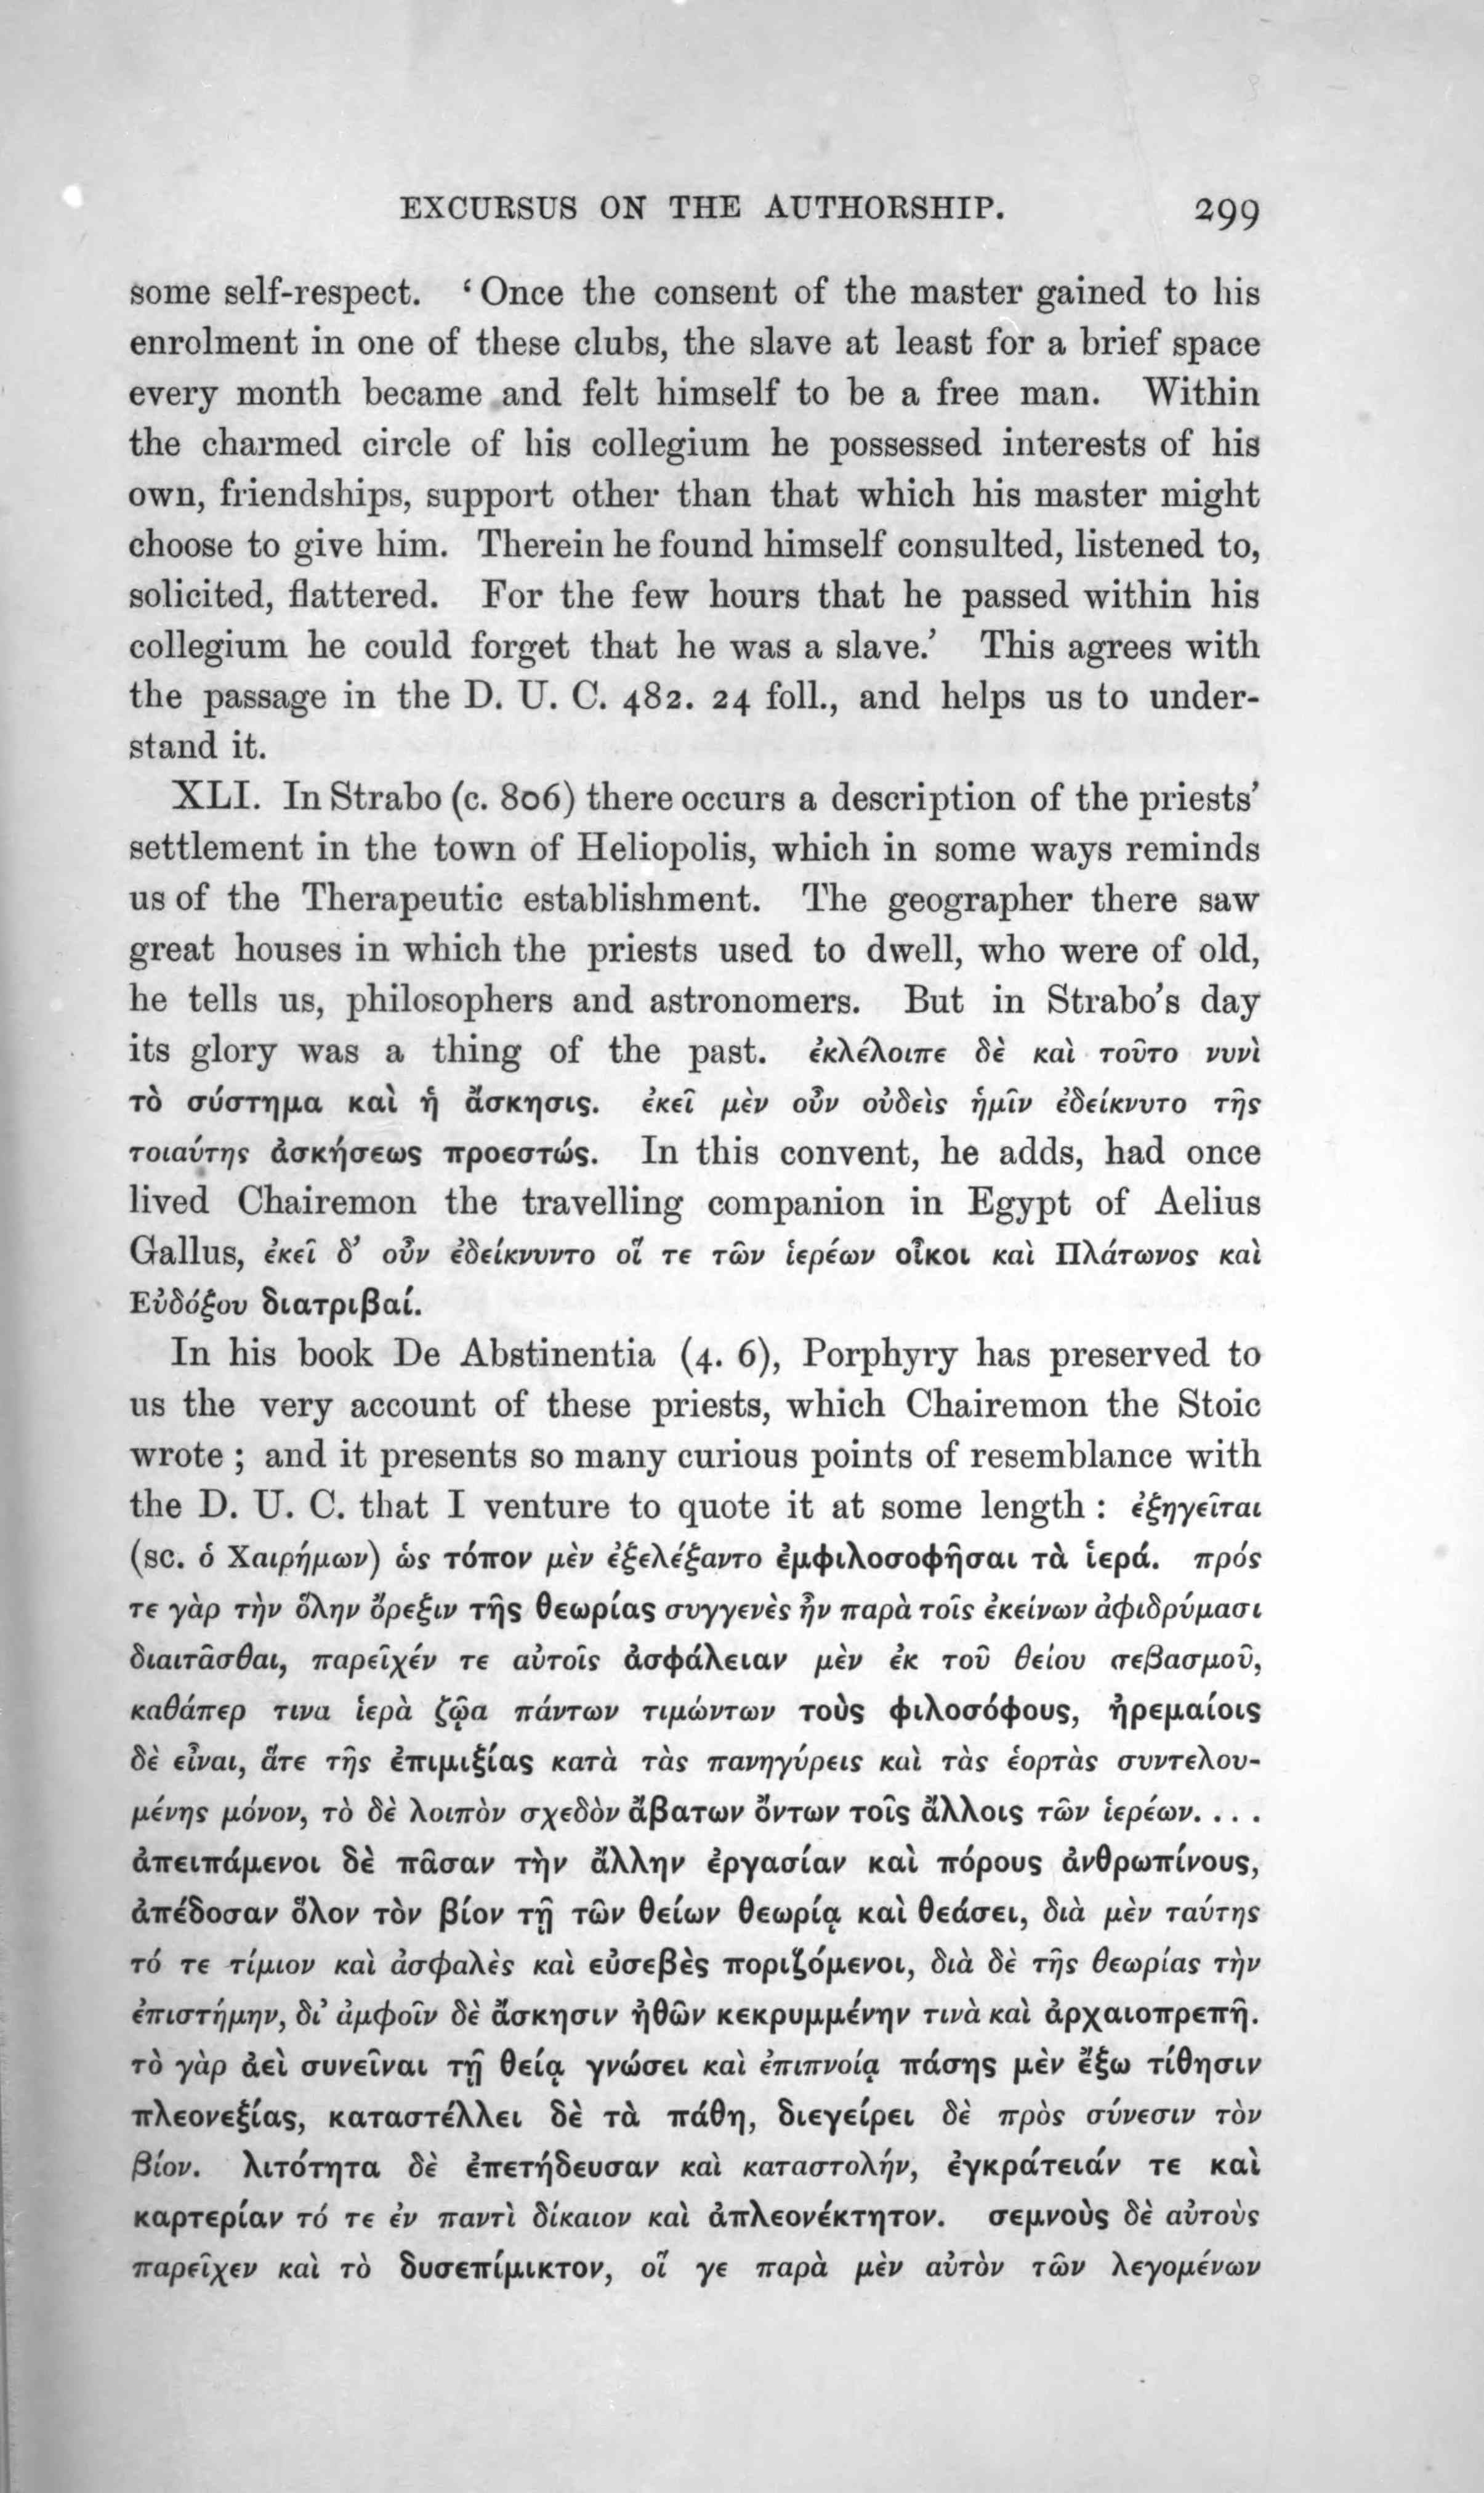 EXCURSUS ON THE AUTHORSHIP. 299
some self-respect. ‘Once the consent of the master gained to his
enrolment in one of these clubs, the slave at least for a brief space
every month became and felt himself to be a free man. Within
the charmed circle of his collegium he possessed interests of his
own, friendships, support other than that which his master might
choose to give him. Therein he found himself consulted, listened to,
solicited, flattered. For the few hours that he passed within his
collegium he could forget that he was a slave.’ This agrees with
the passage in the D. U. C. 482. 24 foll., and helps us to under-
stand it.
XLI. In Strabo (c. 806) there occurs a description of the priests’
settlement in the town of Heliopolis, which in some ways reminds
us of the Therapeutic establishment. The geographer there saw
great houses in which the priests used to dwell, who were of old,
he tells us, philosophers and astronomers. But in Strabo’s day
its glory was a thing of the past. ἐκλέλοιπε δὲ καὶ τοῦτο νυνὶ
τὸ σύστημα καὶ ἡ ἄσκησις. ἐκεῖ μὲν οὖν οὐδεὶς ἡμῖν ἐδείκνυτο τῆς
τοιαύτης ἀσκήσεως προεστώς. In this convent, he adds, had once
lived Chairemon the travelling companion in Egypt of Aelius
Gallus, ἐκεῖ δ’ οὖν ἐδείκνυντο οἵ τε τῶν ἱερέων οἶκοι καὶ Πλάτωνος καὶ
Εὐδόξου διατριβαί.
In his book De Abstinentia (4. 6), Porphyry has preserved to
us the very account of these priests, which Chairemon the Stoic
wrote ; and it presents so many curious points of resemblance with
the D. U. C. that I venture to quote it at some length : ἐξηγεῖται
(sc. ὁ Χαιρήμων) ὡς τόπον μὲν ἐξελέξαντο ἐμφιλοσοφῆσαι τὰ ἱερά. πρός
τε γὰρ τὴν ὅλην ὄρεξιν τῆς θεωρίας συγγενὲς ἦν παρὰ τοῖς ἐκείνων ἀφιδρύμασι
διαιτᾶσθαι, παρεῖχέν τε αὐτοῖς ἀσφάλειαν μὲν ἐκ τοῦ θείου σεβασμοῦ,
καθάπερ τινα ἱερὰ ζῷα πάντων τιμώντων τοὺς φιλοσόφους, ἠρεμαίοις
δὲ εἶναι, ἅτε τῆς ἐπιμιξίας κατὰ τὰς πανηγύρεις καὶ τὰς ἑορτὰς συντελου-
μένης μόνον, τὸ δὲ λοιπὸν σχεδὸν ἄβατων ὄντων τοῖς ἄλλοις τῶν ἱερέων. . . .
ἀπειπάμενοι δὲ πᾶσαν τὴν ἄλλην ἐργασίαν καὶ πόρους ἀνθρωπίνους,
ἀπέδοσαν ὅλον τὸν βίον τῇ τῶν θείων θεωρίᾳ καὶ θεάσει, διὰ μὲν ταύτης
τό τε τίμιον καὶ ἀσφαλὲς καὶ εὐσεβὲς ποριζόμενοι, διὰ δὲ τῆς θεωρίας τὴν
ἐπιστήμην, δι’ ἀμφοῖν δὲ ἄσκησιν ἠθῶν κεκρυμμένην τινὰ καὶ ἀρχαιοπρεπῆ.
τὸ γὰρ ἀεὶ συνεῖναι τῇ θείᾳ γνώσει καὶ ἐπιπνοίᾳ πάσης μὲν ἔξω τίθησιν
πλεονεξίας, καταστέλλει δὲ τὰ πάθη, διεγείρει δὲ πρὸς σύνεσιν τὸν
βίον. λιτότητα δὲ ἐπετήδευσαν καὶ καταστολήν, ἐγκράτειάν τε καὶ
καρτερίαν τό τε ἐν παντὶ δίκαιον καὶ ἀπλεονέκτητον. σεμνοὺς δὲ αὐτοὺς
παρεῖχεν καὶ τὸ δυσεπίμικτον, οἵ γε παρὰ μὲν αὐτὸν τῶν λεγομένων